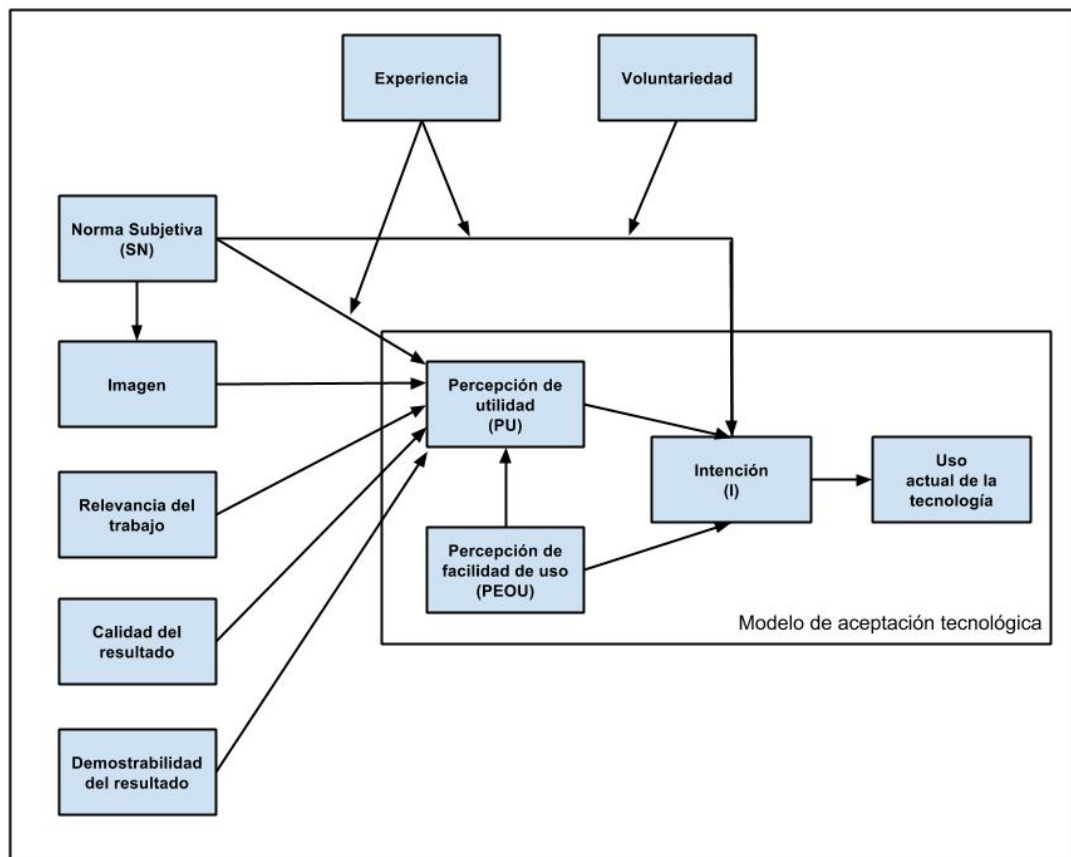 Experiencia
Voluntariedad
Norma Subjetiva
(SN)
Imagen
Percepción de
utilidad
(PU)
Intención
(I)
Uso
actual de la
tecnología
Relevancia del
trabajo
Percepción de
facilidad de uso
(PEOU)
Modelo de aceptación tecnológica
Calidad del
resultado
Demostrabilidad
del resultado